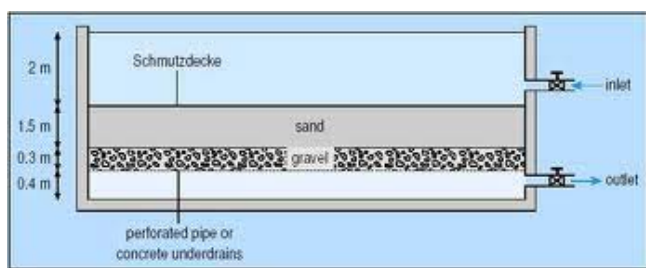 2 m
Schmutzdecke
inlet
1.5 m
sand
0.3 m
gravel
0.4 m
outlet
perforated pipe or
concrete underdrains